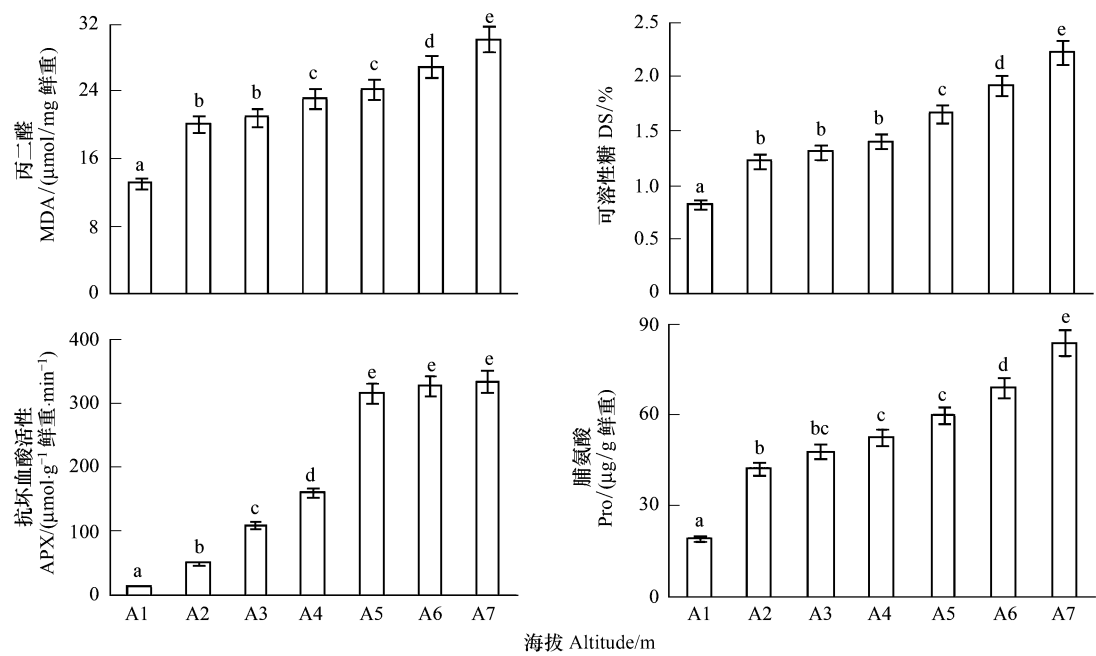 丙二醛
MDA/(μmol/mg 鲜重)
32
24
16
8
0
a
b
b
c
c
d
e
可溶性糖 DS/%
2.5
2.0
1.5
1.0
0.5
0
a
b
b
b
c
d
e
抗坏血酸活性
APX/(μmol·g⁻¹ 鲜重·min⁻¹)
400
300
200
100
0
a
b
c
d
e
e
e
A1 A2 A3 A4 A5 A6 A7
脯氨酸
Pro/(μg/g 鲜重)
90
60
30
0
a
b
bc
c
c
d
e
A1 A2 A3 A4 A5 A6 A7
海拔 Altitude/m